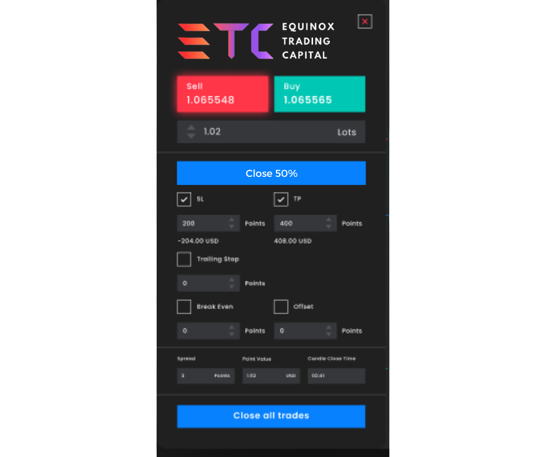 ETC EQUINOX
TRADING
CAPITAL
Sell
1.065548
Buy
1.065565
1.02 Lots
Close 50%
SL TP
200 Points 400 Points
-204.00 USD 408.00 USD
Trailing Stop
0 Points
Break Even Offset
0 Points 0 Points
Spread Point Value Candle Close Time
3 Points 1.02 USD 02:41
Close all trades